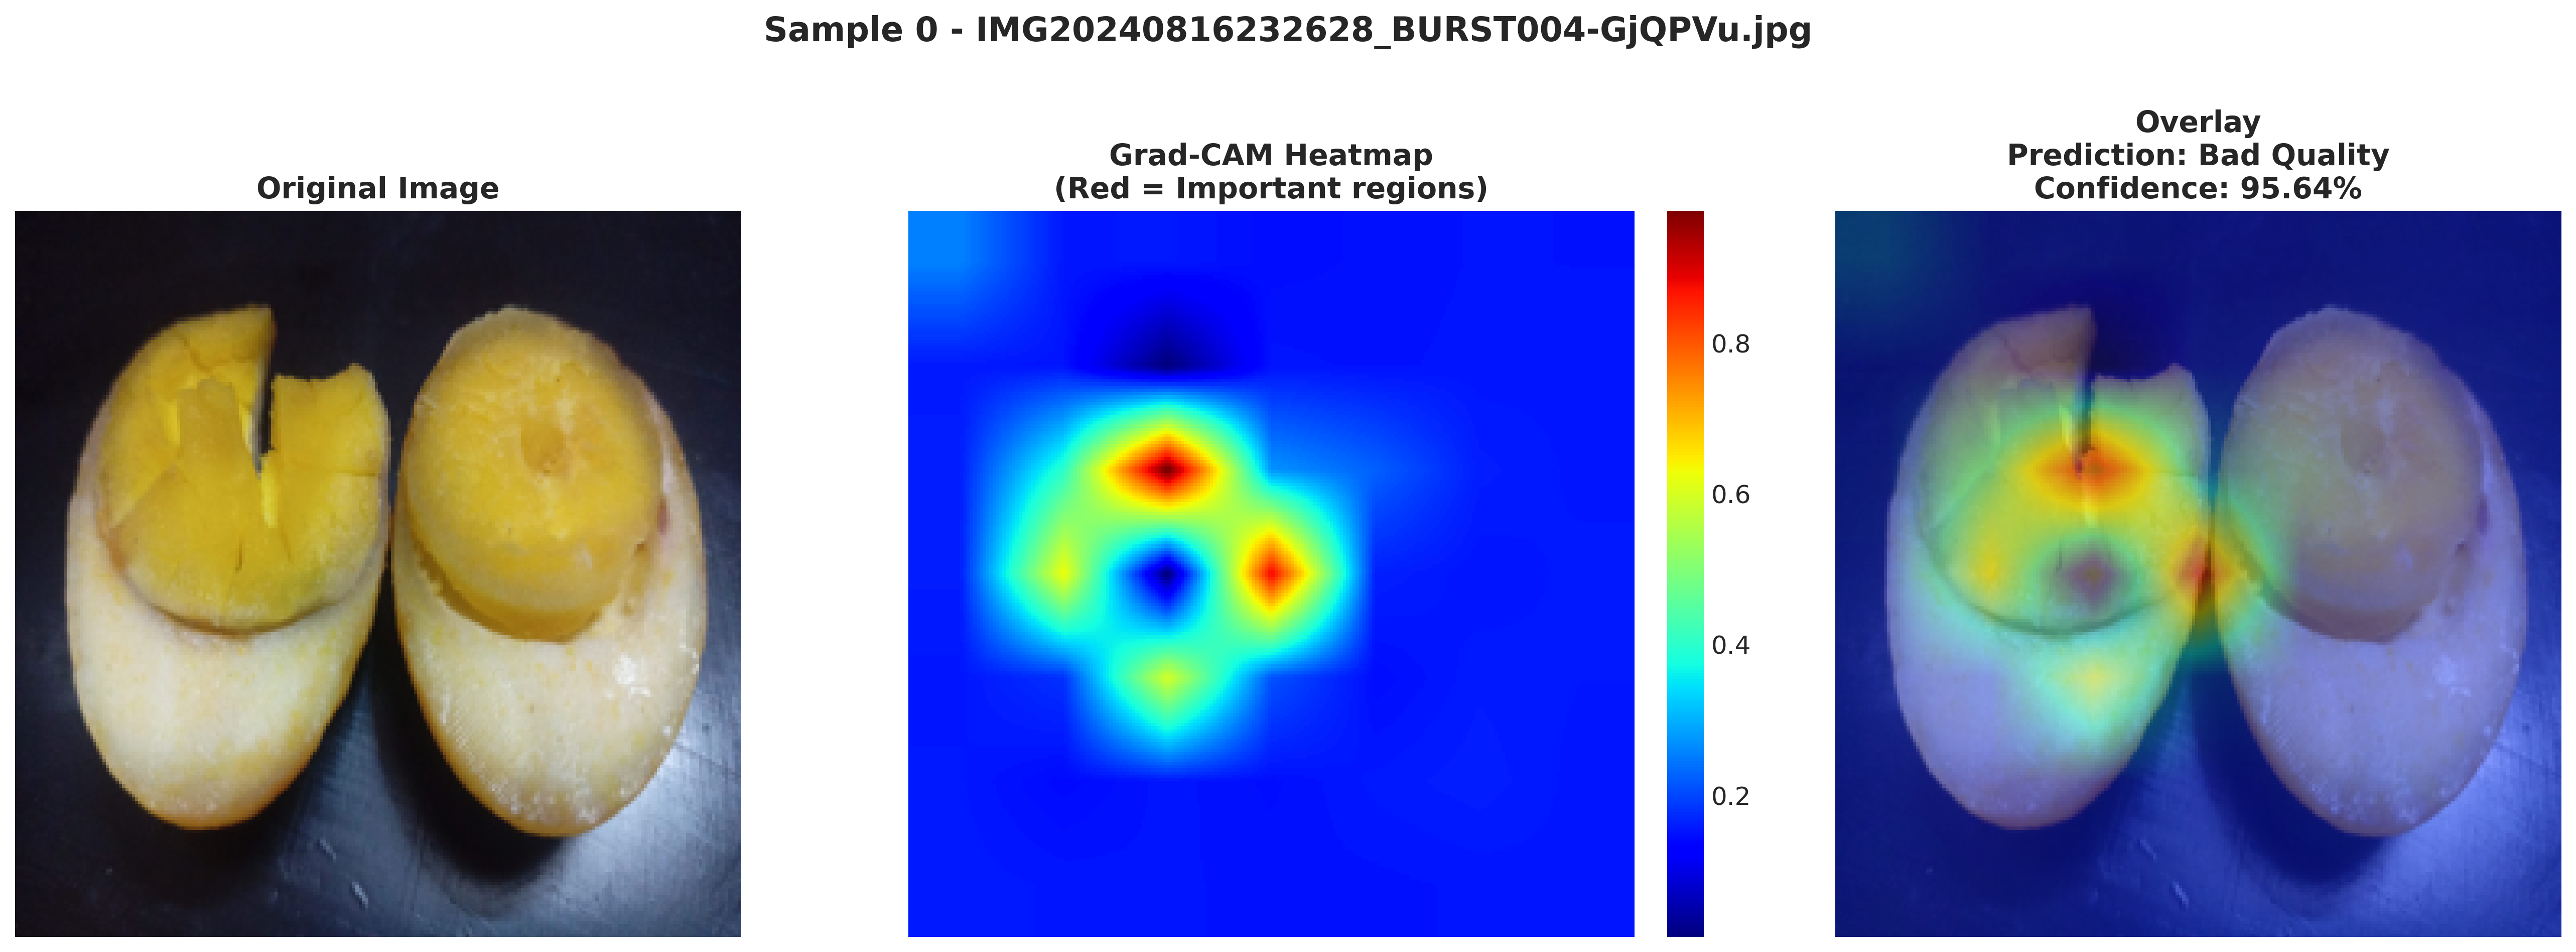 Sample 0 - IMG20240816232628_BURST004-GjQPVu.jpg
Original Image
Grad-CAM Heatmap
(Red = Important regions)
Overlay
Prediction: Bad Quality
Confidence: 95.64%
0.8
0.6
0.4
0.2